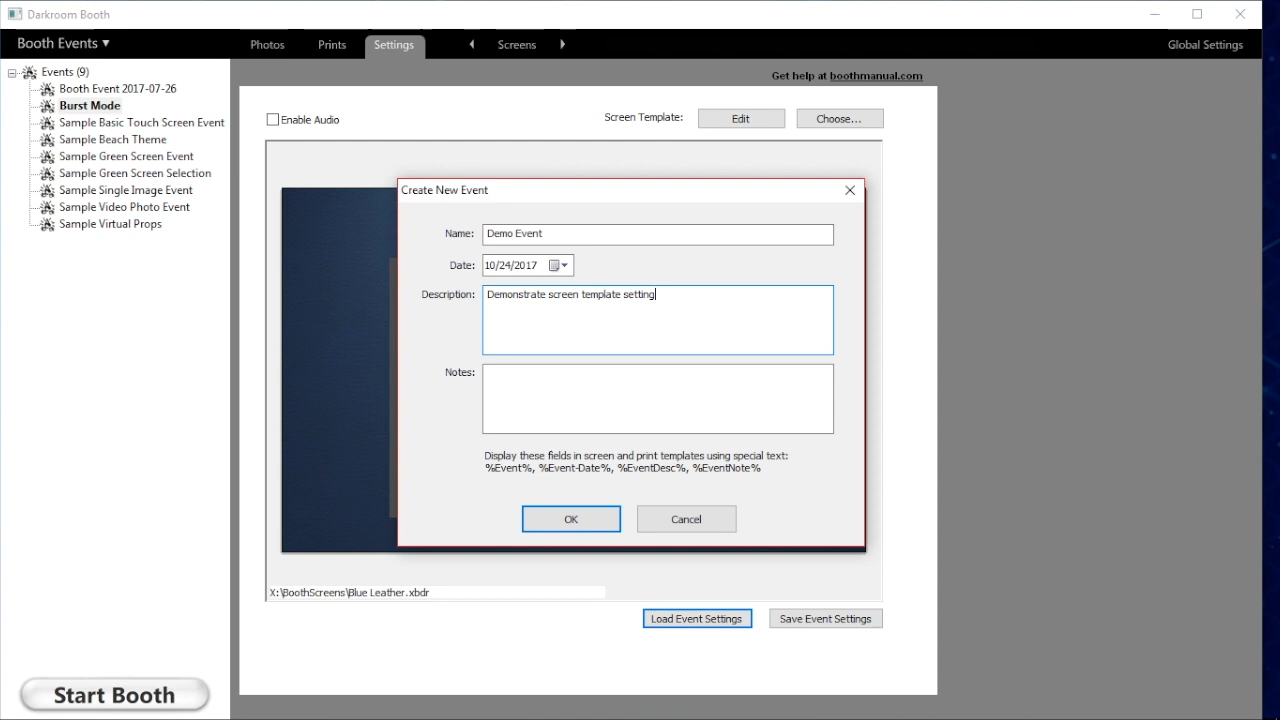 Darkroom Booth
Booth Events ▼
Photos
Prints
Settings
Screens
Global Settings
Get help at boothmanual.com
Events (9)
Booth Event 2017-07-26
Burst Mode
Sample Basic Touch Screen Event
Sample Beach Theme
Sample Green Screen Event
Sample Green Screen Selection
Sample Single Image Event
Sample Video Photo Event
Sample Virtual Props
Enable Audio
Screen Template:
Edit
Choose...
Create New Event
Name: Demo Event
Date: 10/24/2017
Description: Demonstrate screen template setting
Notes:
Display these fields in screen and print templates using special text:
%Event%, %Event-Date%, %EventDesc%, %EventNote%
OK
Cancel
X:\BoothScreens\Blue Leather.xbdr
Load Event Settings
Save Event Settings
Start Booth